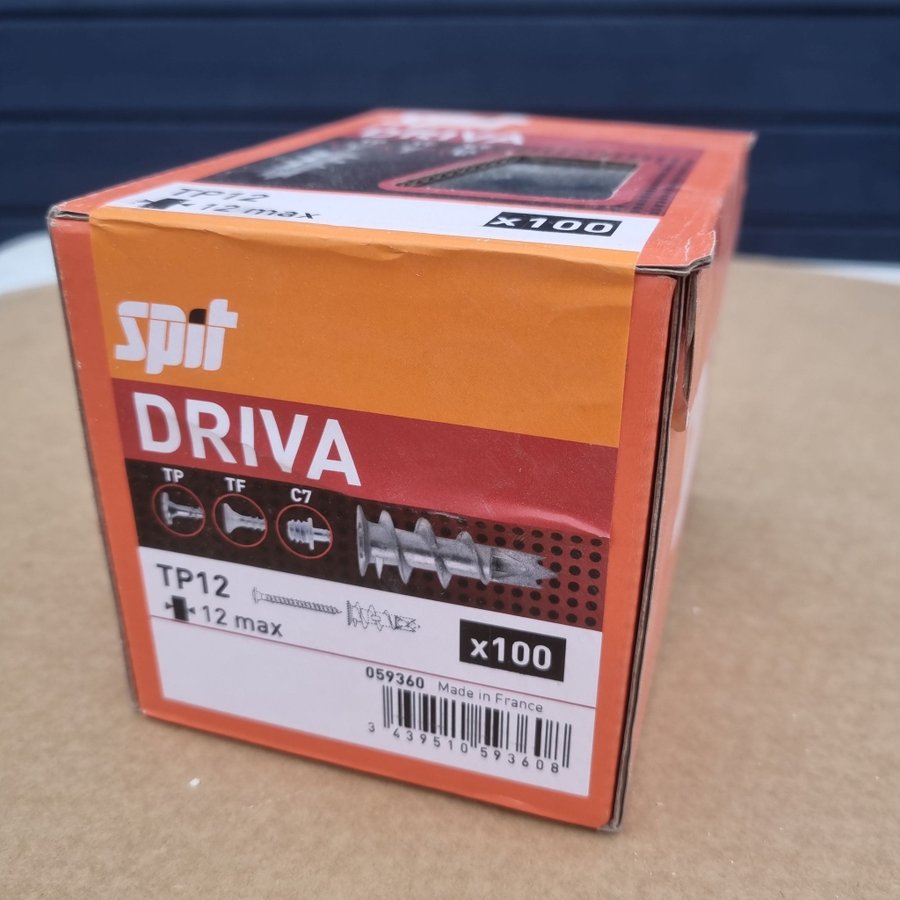 DRIVA
TP12
12 max
x100
spit
DRIVA
TP TF C7
TP12
12 max
x100
059360 Made in France
3 439510 593608